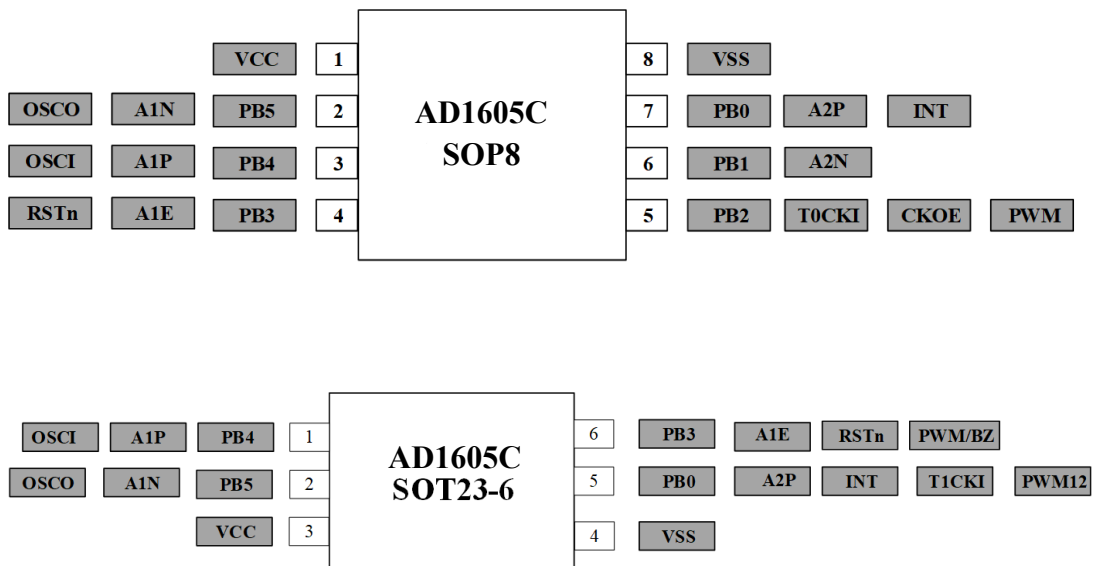 VCC 1 8 VSS
OSCO A1N PB5 2 AD1605C 7 PB0 A2P INT
OSCI A1P PB4 3 SOP8 6 PB1 A2N
RSTn A1E PB3 4 5 PB2 T0CKI CKOE PWM
OSCI A1P PB4 1 6 PB3 A1E RSTn PWM/BZ
AD1605C
OSCO A1N PB5 2 SOT23-6 5 PB0 A2P INT T1CKI PWM12
VCC 3 4 VSS